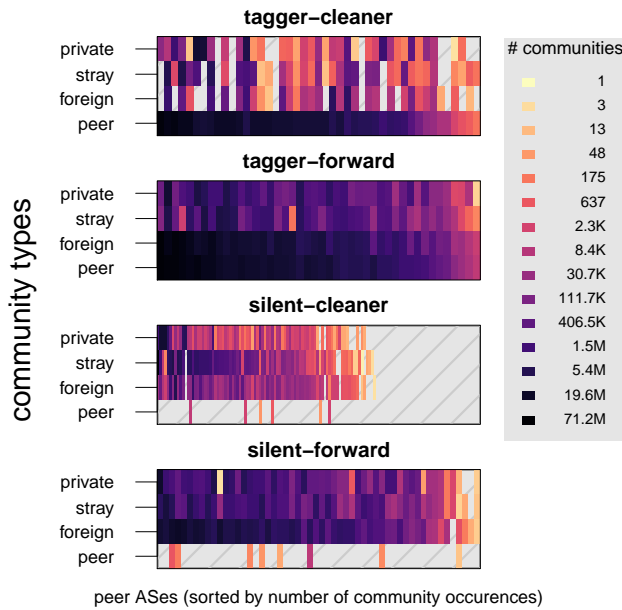 tagger−cleaner
private
stray
foreign
peer
tagger−forward
private
stray
foreign
peer
silent−cleaner
private
stray
foreign
peer
silent−forward
private
stray
foreign
peer
community types
peer ASes (sorted by number of community occurences)
# communities
1
3
13
48
175
637
2.3K
8.4K
30.7K
111.7K
406.5K
1.5M
5.4M
19.6M
71.2M